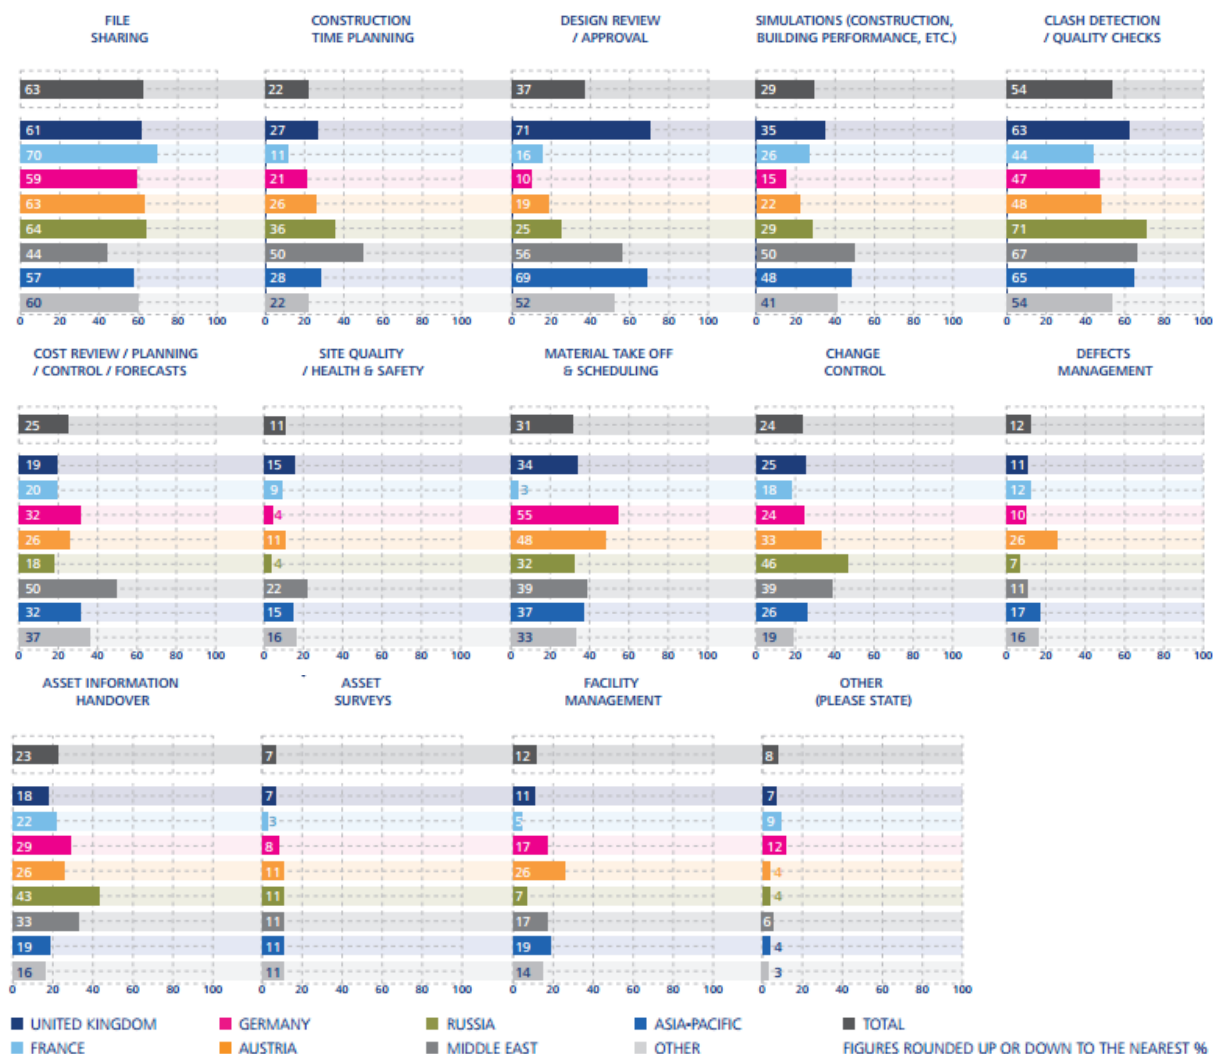 FILE
SHARING
CONSTRUCTION
TIME PLANNING
DESIGN REVIEW
/ APPROVAL
SIMULATIONS (CONSTRUCTION,
BUILDING PERFORMANCE, ETC.)
CLASH DETECTION
/ QUALITY CHECKS
63 22 37 29 54
61 27 71 35 63
70 11 16 26 44
59 21 10 15 47
63 26 19 22 48
64 36 25 29 71
44 50 56 50 67
57 28 69 48 65
60 22 52 41 54
0 20 40 60 80 100 0 20 40 60 80 100 0 20 40 60 80 100 0 20 40 60 80 100 0 20 40 60 80 100
COST REVIEW / PLANNING
/ CONTROL / FORECASTS
SITE QUALITY
/ HEALTH & SAFETY
MATERIAL TAKE OFF
& SCHEDULING
CHANGE
CONTROL
DEFECTS
MANAGEMENT
25 11 31 24 12
19 15 34 25 11
20 9 3 18 12
32 4 55 24 10
26 11 48 33 26
18 4 32 46 7
50 22 39 39 11
32 15 37 26 17
37 16 33 19 16
0 20 40 60 80 100 0 20 40 60 80 100 0 20 40 60 80 100 0 20 40 60 80 100 0 20 40 60 80 100
ASSET INFORMATION
HANDOVER
ASSET
SURVEYS
FACILITY
MANAGEMENT
OTHER
(PLEASE STATE)
23 7 12 8
18 7 11 7
22 3 5 9
29 8 17 12
26 11 26 4
43 11 7 4
33 11 17 6
19 11 19 4
16 11 14 3
0 20 40 60 80 100 0 20 40 60 80 100 0 20 40 60 80 100 0 20 40 60 80 100
UNITED KINGDOM GERMANY RUSSIA ASIA•PACIFIC TOTAL
FRANCE AUSTRIA MIDDLE EAST OTHER FIGURES ROUNDED UP OR DOWN TO THE NEAREST %